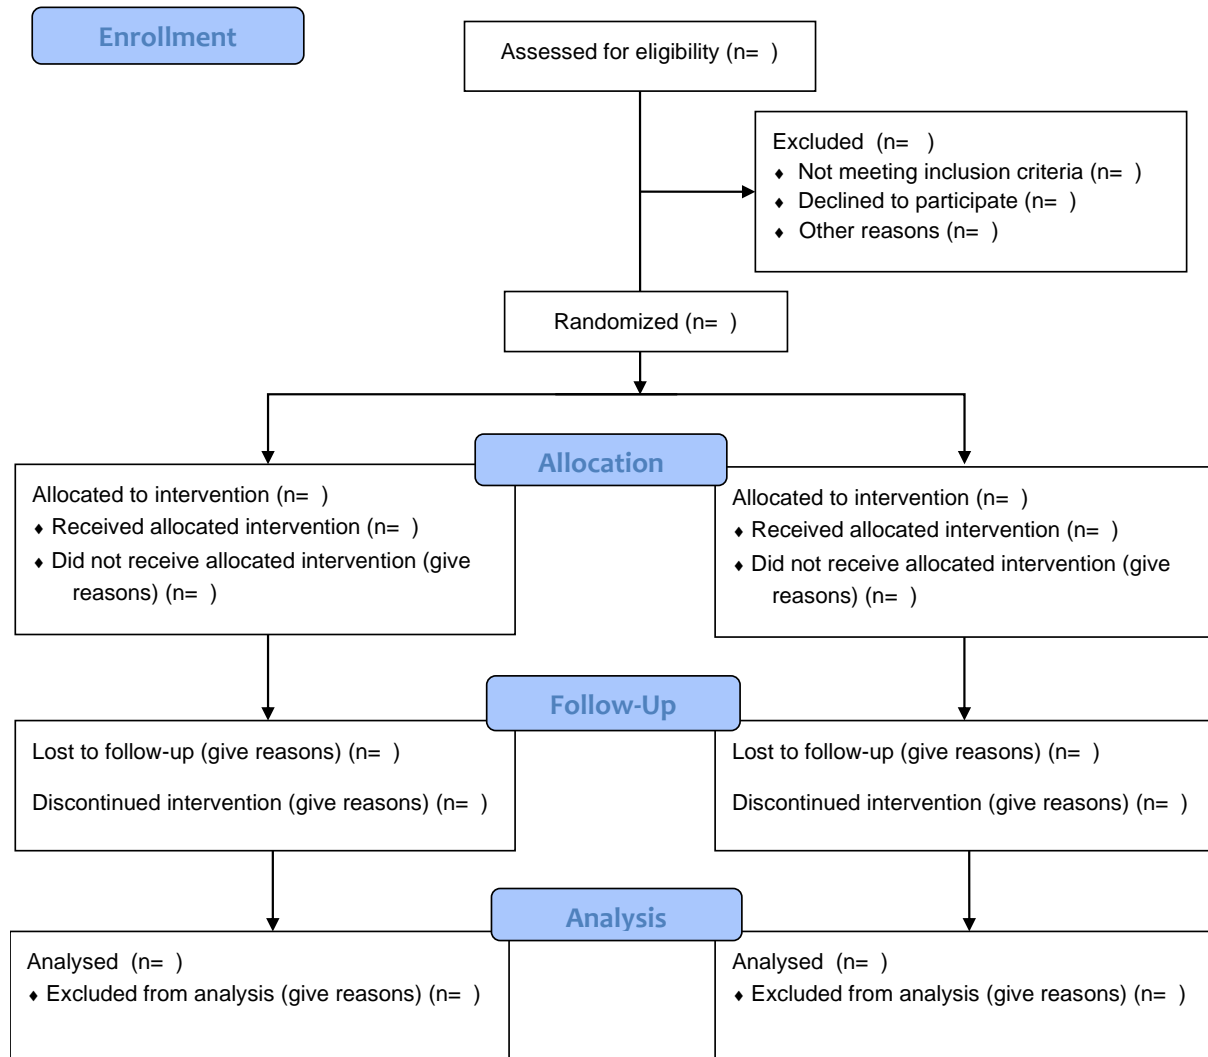 Enrollment
Assessed for eligibility (n=  )
Excluded  (n=   )
♦ Not meeting inclusion criteria (n=  )
♦ Declined to participate (n=  )
♦ Other reasons (n=  )
Randomized (n=  )
Allocation
Allocated to intervention (n=  )
♦ Received allocated intervention (n=  )
♦ Did not receive allocated intervention (give
reasons) (n=  )
Allocated to intervention (n=  )
♦ Received allocated intervention (n=  )
♦ Did not receive allocated intervention (give
reasons) (n=  )
Follow-Up
Lost to follow-up (give reasons) (n=  )
Discontinued intervention (give reasons) (n=  )
Lost to follow-up (give reasons) (n=  )
Discontinued intervention (give reasons) (n=  )
Analysis
Analysed  (n=  )
♦ Excluded from analysis (give reasons) (n=  )
Analysed  (n=  )
♦ Excluded from analysis (give reasons) (n=  )